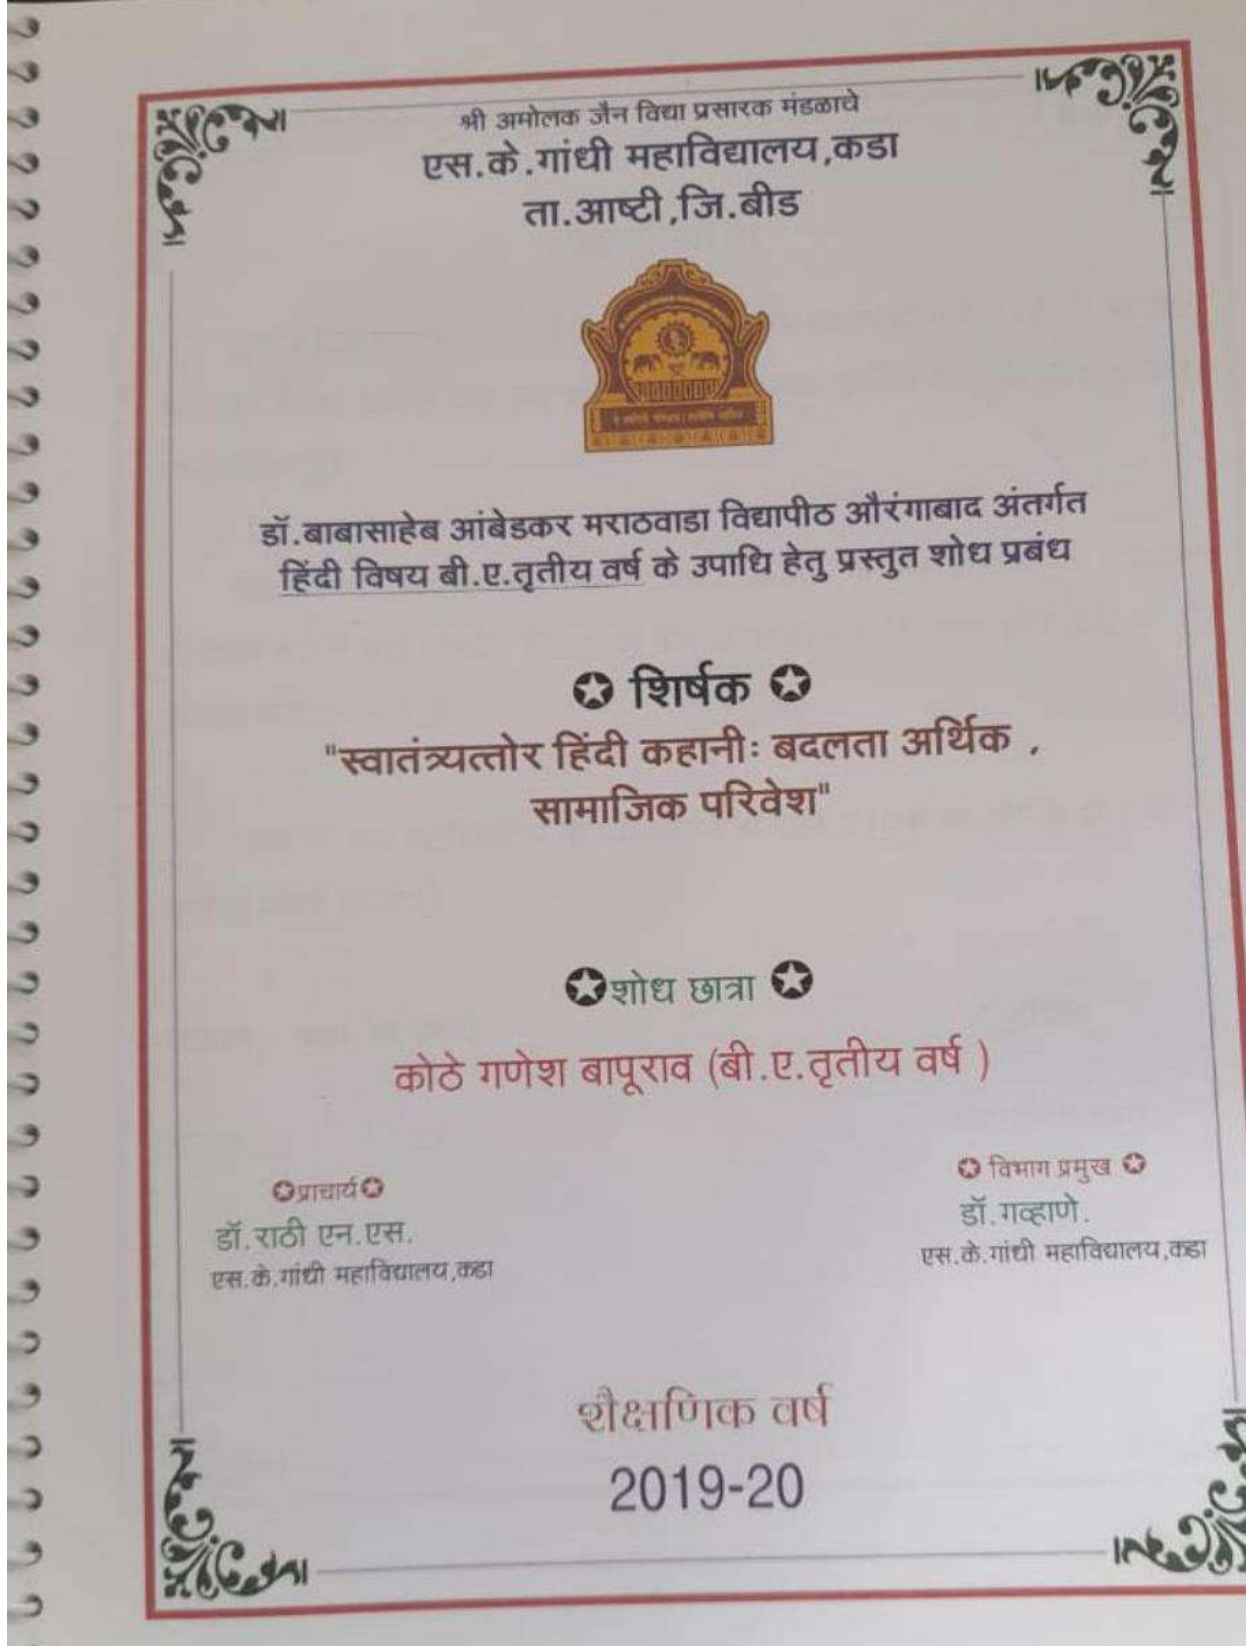 श्री अमोलक जैन विद्या प्रसारक मंडळाचे
एस.के.गांधी महाविद्यालय,कडा
ता.आष्टी,जि.बीड
डॉ.बाबासाहेब आंबेडकर मराठवाडा विद्यापीठ औरंगाबाद अंतर्गत
हिंदी विषय बी.ए.तृतीय वर्ष के उपाधि हेतु प्रस्तुत शोध प्रबंध
✪ शिर्षक ✪
"स्वातंत्र्यत्तोर हिंदी कहानीः बदलता अर्थिक ,
सामाजिक परिवेश"
✪शोध छात्रा ✪
कोठे गणेश बापूराव (बी.ए.तृतीय वर्ष )
✪प्राचार्य✪
डॉ.राठी एन.एस.
एस.के.गांधी महाविद्यालय,कडा
✪ विभाग प्रमुख ✪
डॉ.गव्हाणे.
एस.के.गांधी महाविद्यालय,कडा
शैक्षणिक वर्ष
2019-20